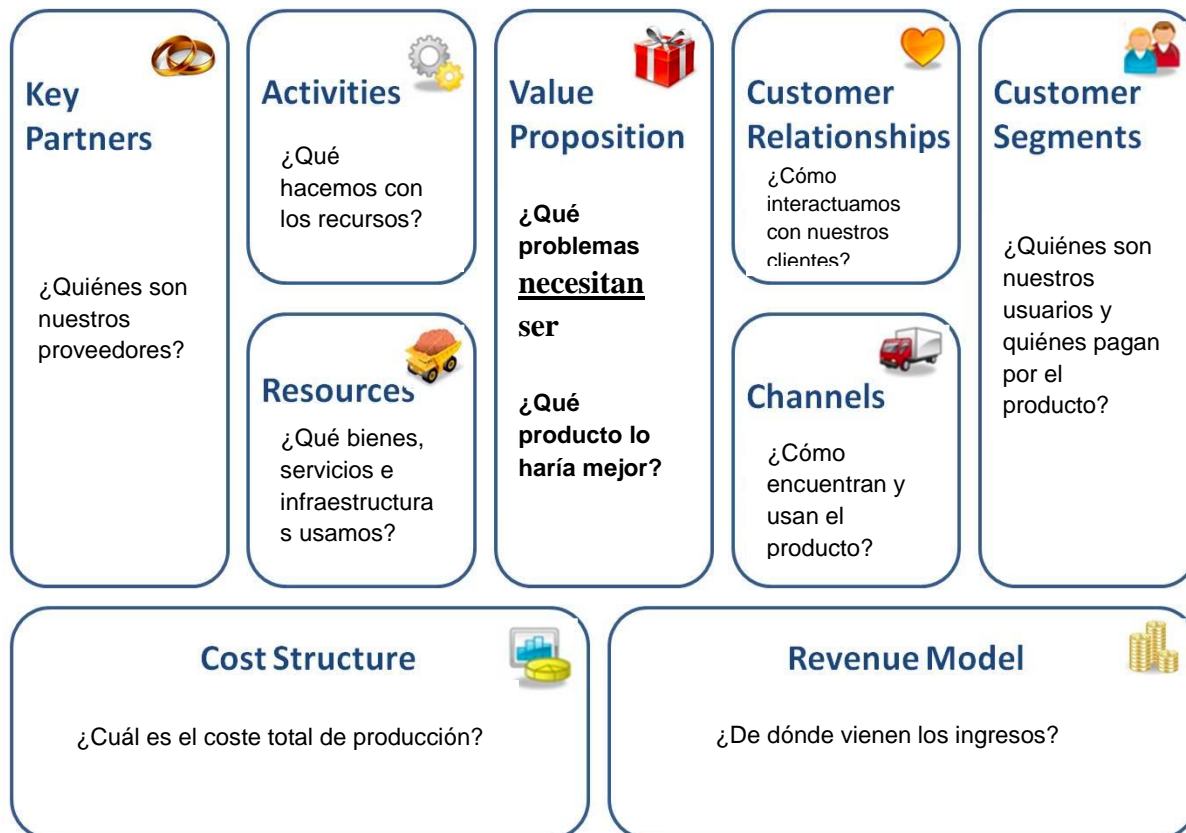 Key
Partners
¿Quiénes son
nuestros
proveedores?
Activities
¿Qué
hacemos con
los recursos?
Resources
¿Qué bienes,
servicios e
infraestructura
s usamos?
Value
Proposition
¿Qué
problemas
necesitan
ser
¿Qué
producto lo
haría mejor?
Customer
Relationships
¿Cómo
interactuamos
con nuestros
clientes?
Channels
¿Cómo
encuentran y
usan el
producto?
Customer
Segments
¿Quiénes son
nuestros
usuarios y
quiénes pagan
por el
producto?
Cost Structure
¿Cuál es el coste total de producción?
Revenue Model
¿De dónde vienen los ingresos?